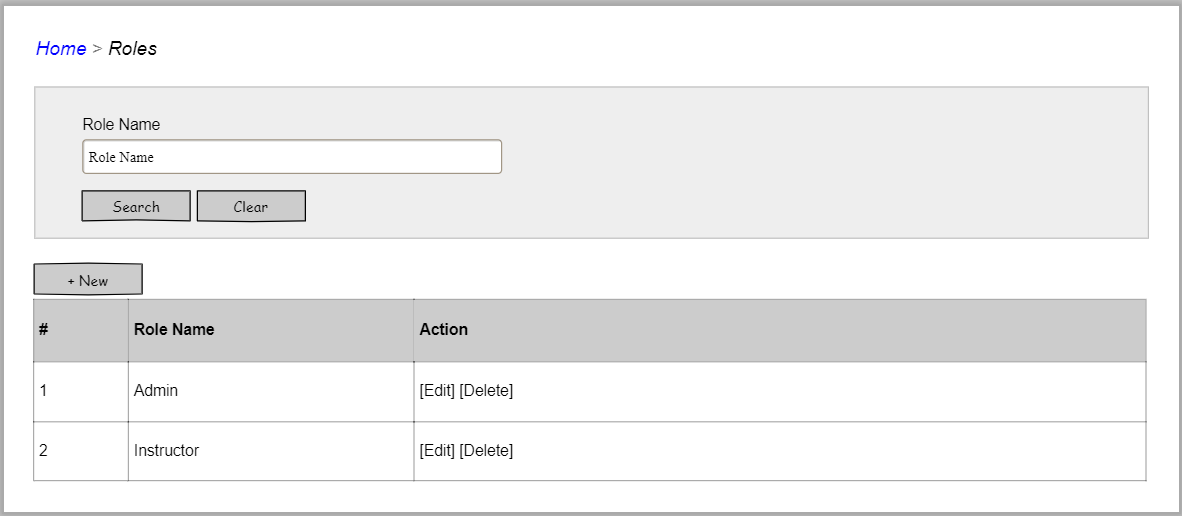 Home > Roles
Role Name
Role Name
Search Clear
+ New
# Role Name Action
1 Admin [Edit] [Delete]
2 Instructor [Edit] [Delete]